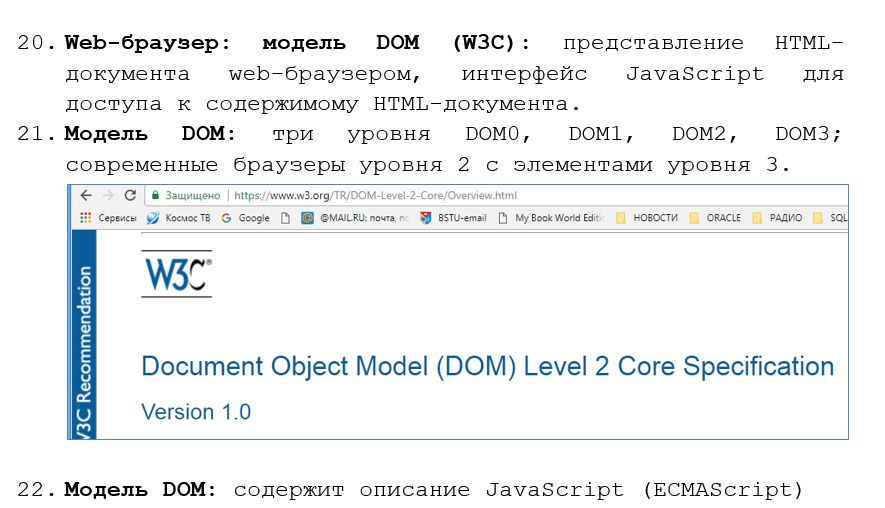 20. Web-браузер: модель DOM (W3C): представление HTML-
документа web-браузером, интерфейс JavaScript для
доступа к содержимому HTML-документа.
21. Модель DOM: три уровня DOM0, DOM1, DOM2, DOM3;
современные браузеры уровня 2 с элементами уровня 3.
Защищено | https://www.w3.org/TR/DOM-Level-2-Core/Overview.html
Сервисы Космос ТВ Google @MAIL.RU: почта, по BSTU-email My Book World Editio НОВОСТИ ORACLE РАДИО SQL
W3C®
W3C Recommendation
Document Object Model (DOM) Level 2 Core Specification
Version 1.0
22. Модель DOM: содержит описание JavaScript (ECMAScript)